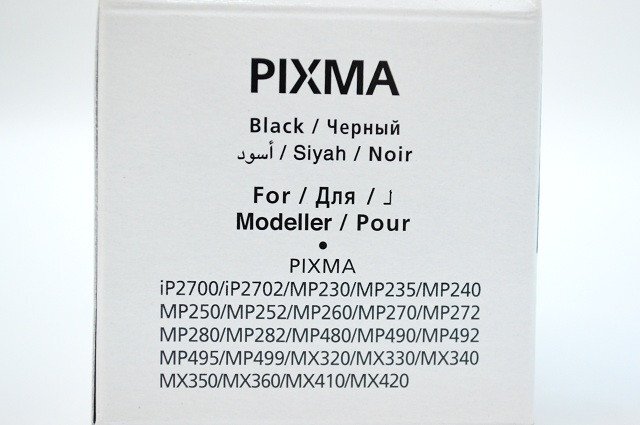 PIXMA
Black / Черный
أسود / Siyah / Noir
For / Для / لـ
Modeller / Pour
•
PIXMA
iP2700/iP2702/MP230/MP235/MP240
MP250/MP252/MP260/MP270/MP272
MP280/MP282/MP480/MP490/MP492
MP495/MP499/MX320/MX330/MX340
MX350/MX360/MX410/MX420